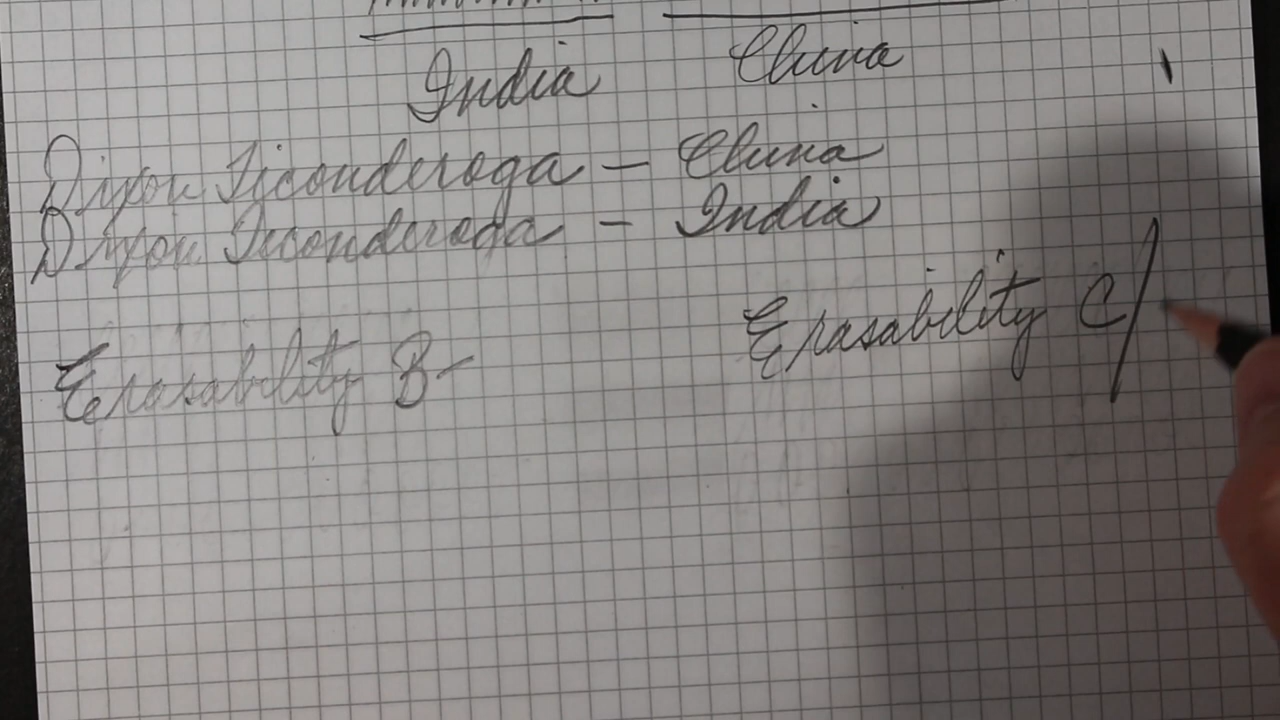 India China
Dixon Ticonderoga - China
Dixon Ticonderoga - India
Erasability B- Erasability C/